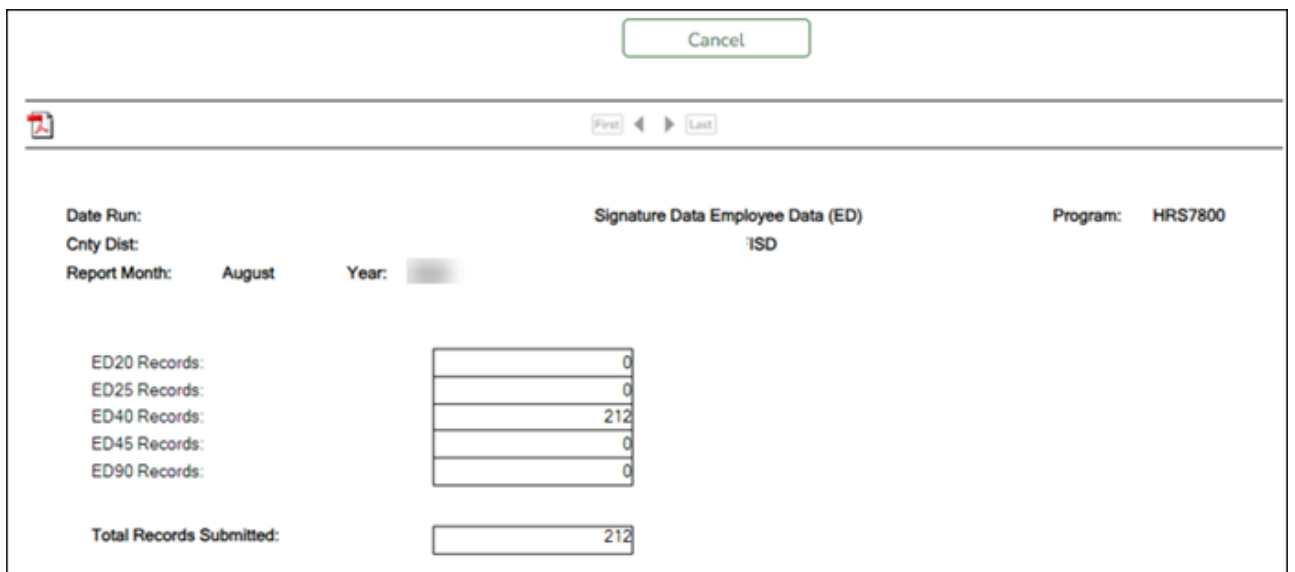 Cancel
First Last
Date Run: Signature Data Employee Data (ED) Program: HRS7800
Cnty Dist: ISD
Report Month: August Year:
ED20 Records: 0
ED25 Records: 0
ED40 Records: 212
ED45 Records: 0
ED90 Records: 0
Total Records Submitted: 212